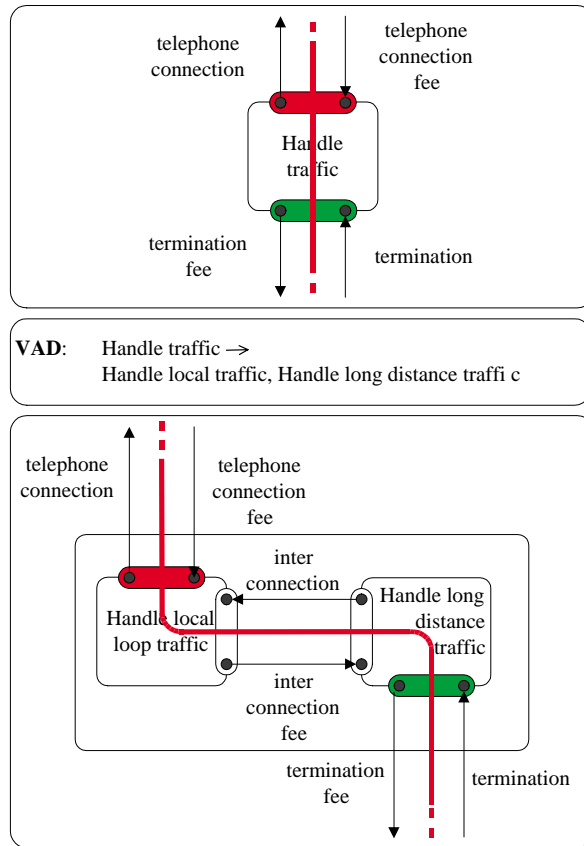 telephone
connection
telephone
connection
fee
Handle
traffic
termination
fee
termination
VAD: Handle traffic →
Handle local traffic, Handle long distance traffi c
telephone
connection
telephone
connection
fee
inter
connection
Handle local
loop traffic
Handle long
distance
traffic
inter
connection
fee
termination
fee
termination